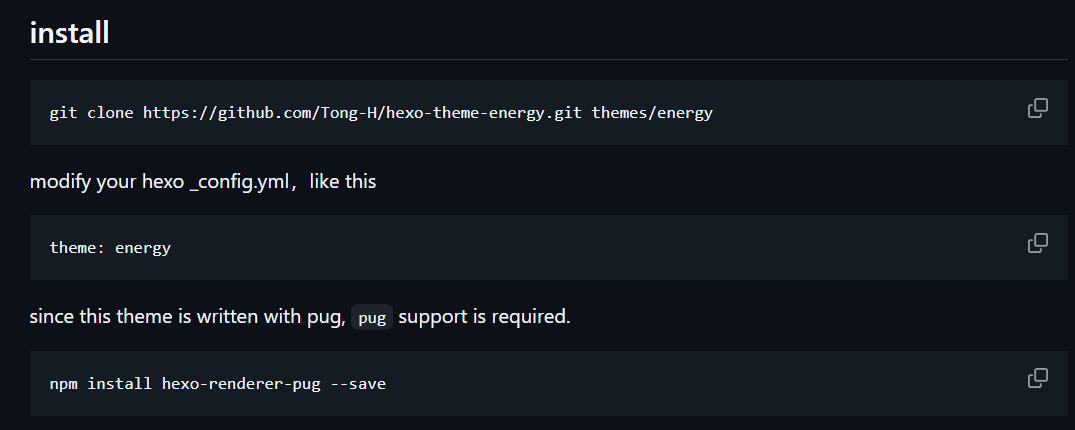 install
git clone https://github.com/Tong-H/hexo-theme-energy.git themes/energy
modify your hexo _config.yml，like this
theme: energy
since this theme is written with pug, pug support is required.
npm install hexo-renderer-pug --save